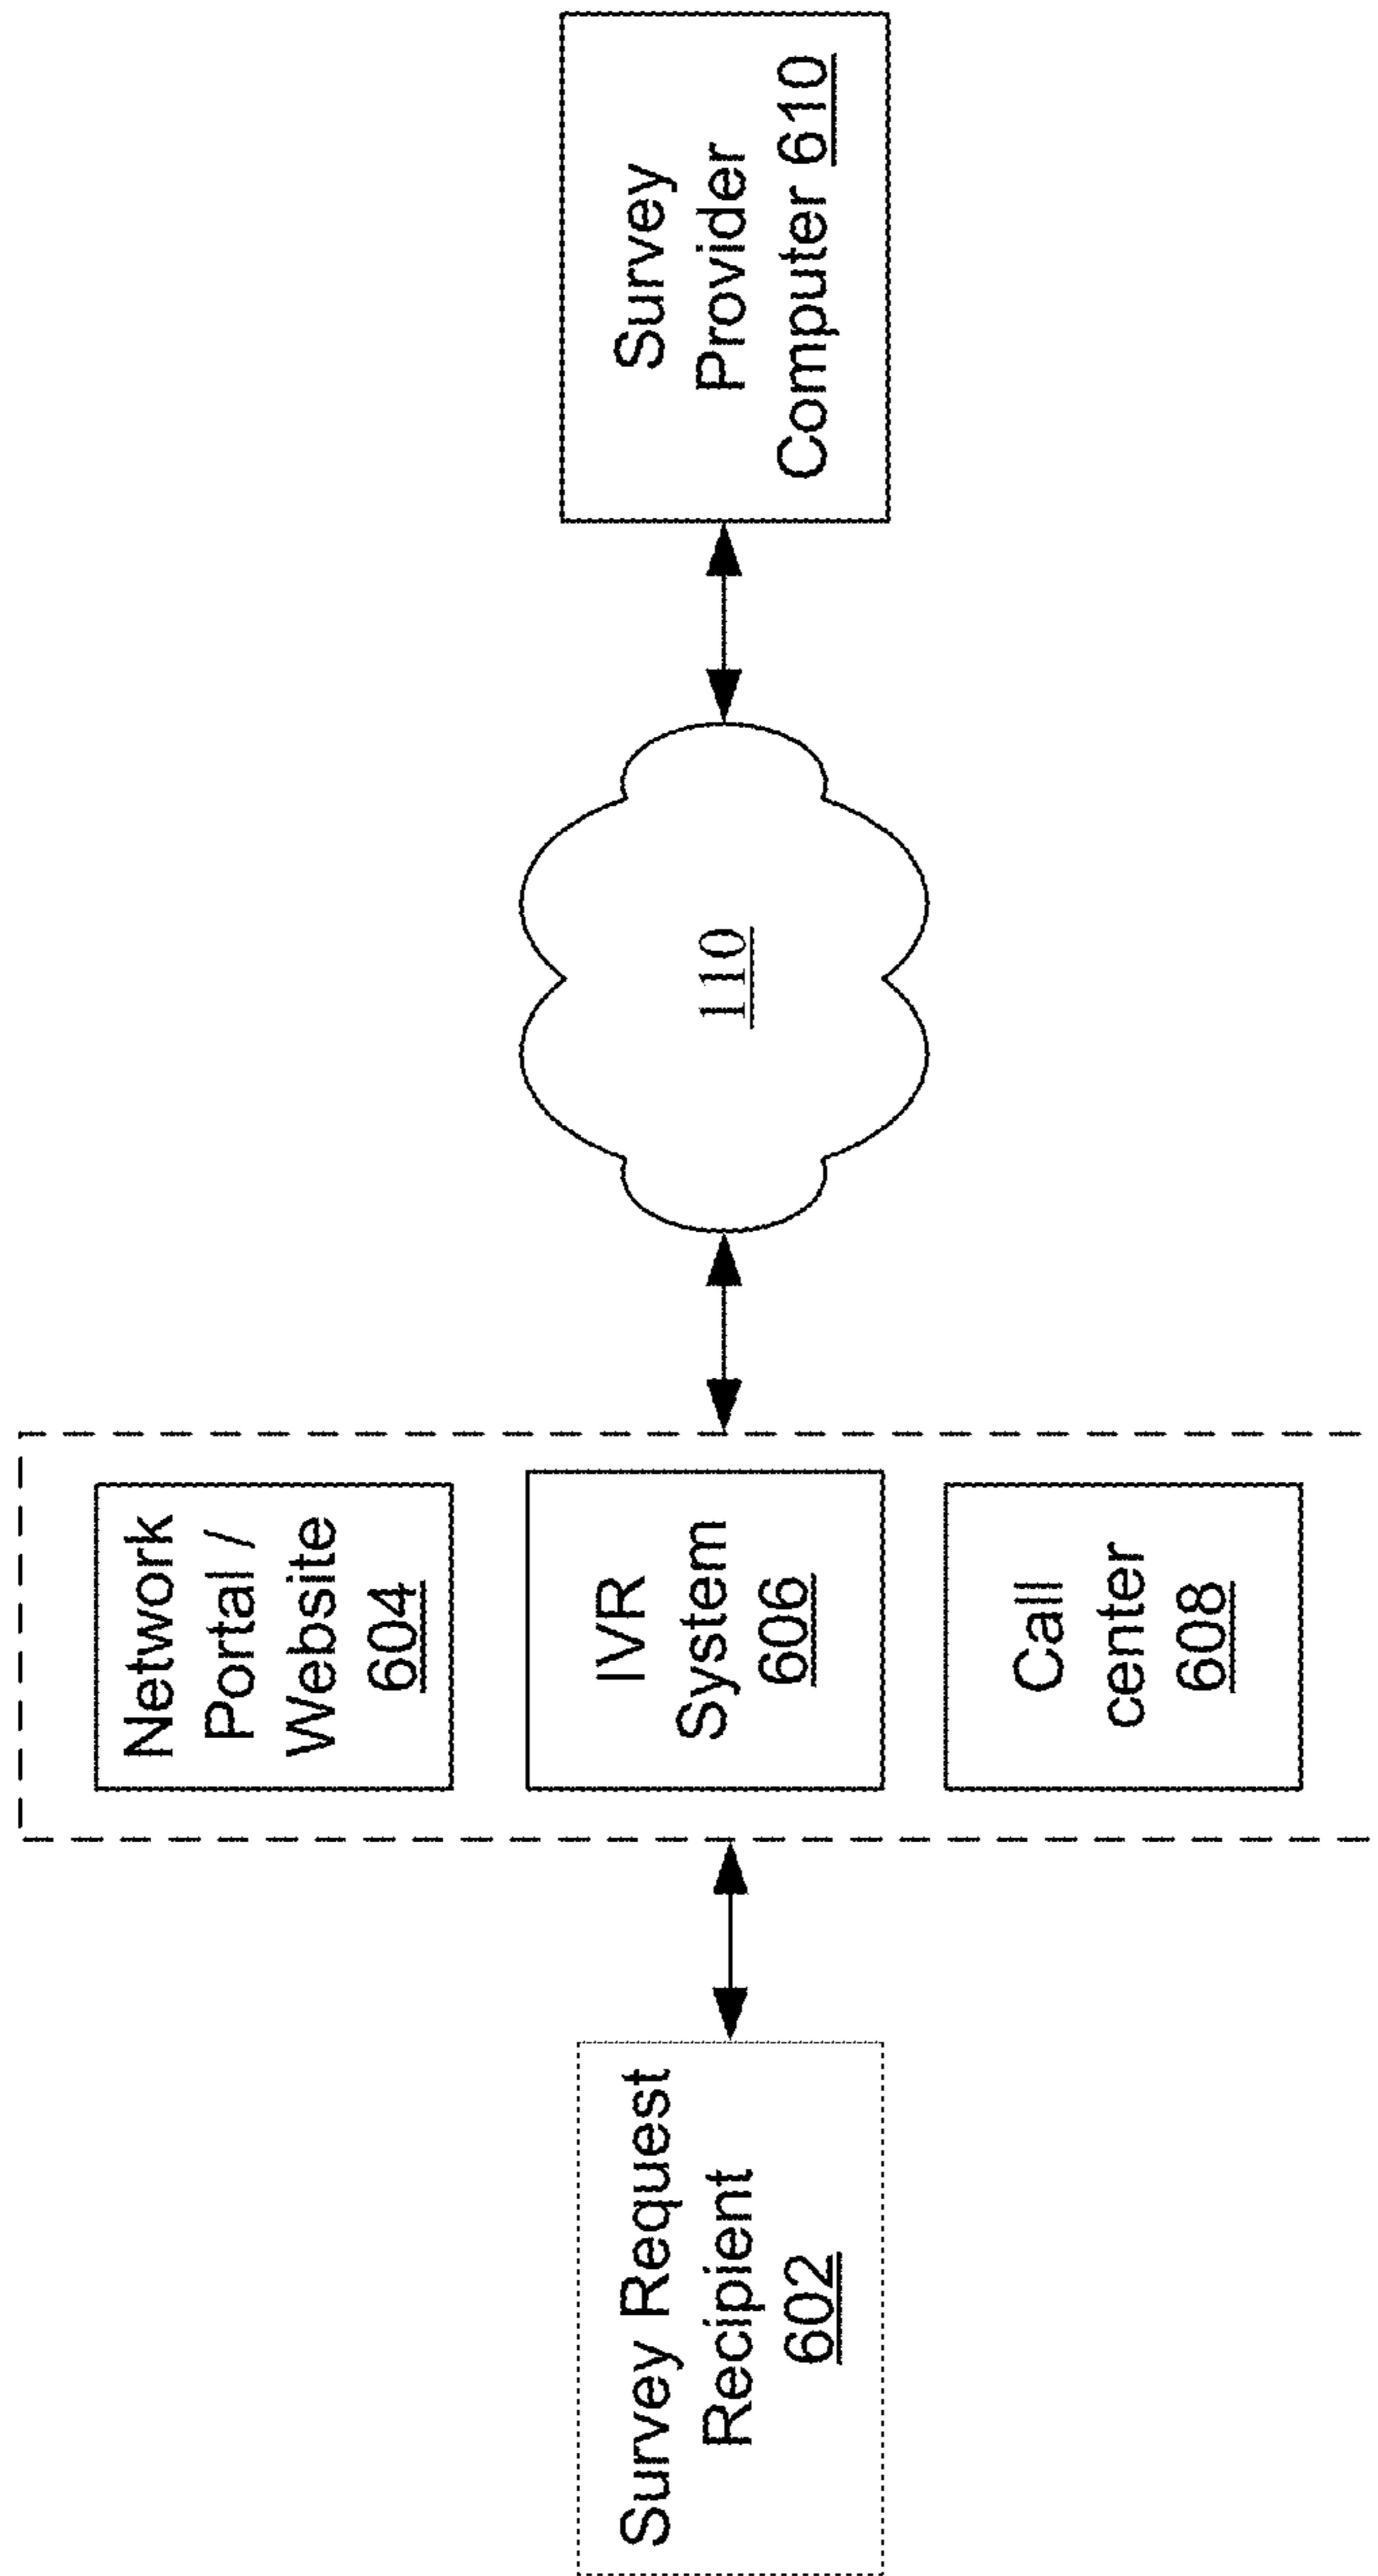 Survey Request
Recipient
602
Network
Portal /
Website
604
IVR
System
606
Call
center
608
110
Survey
Provider
Computer 610